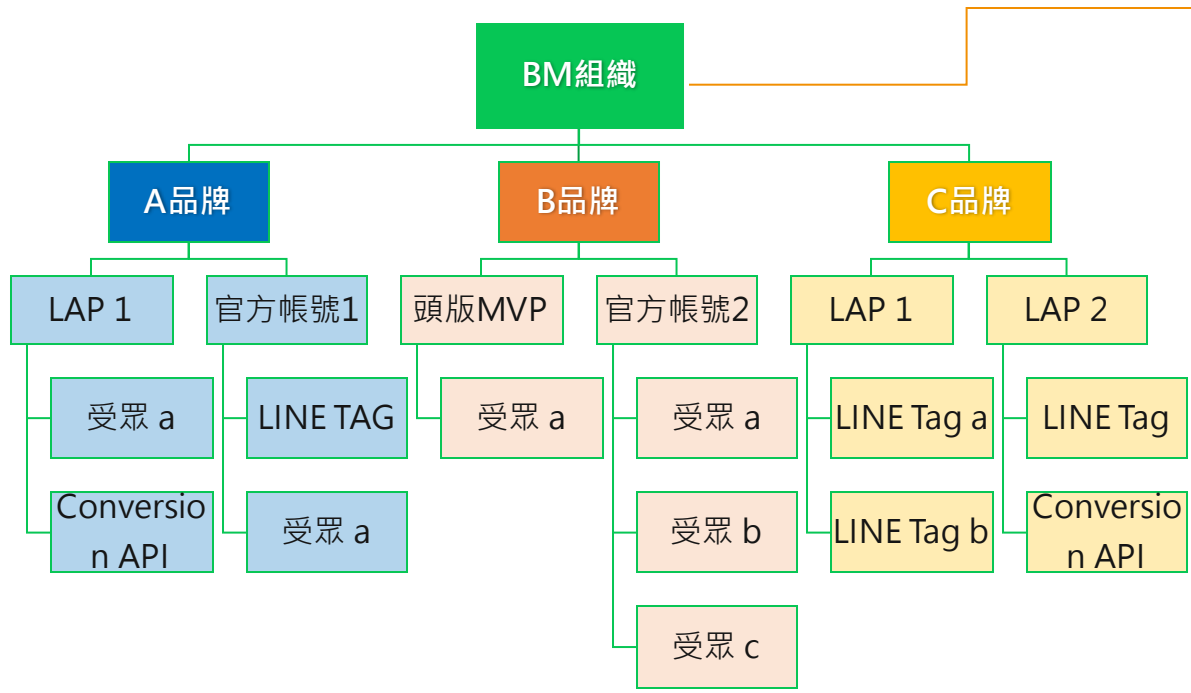 BM組織
A品牌
B品牌
C品牌
LAP 1
官方帳號1
頭版MVP
官方帳號2
LAP 1
LAP 2
受眾 a
LINE TAG
受眾 a
受眾 a
LINE Tag a
LINE Tag
Conversio
n API
受眾 a
受眾 b
LINE Tag b
Conversio
n API
受眾 c